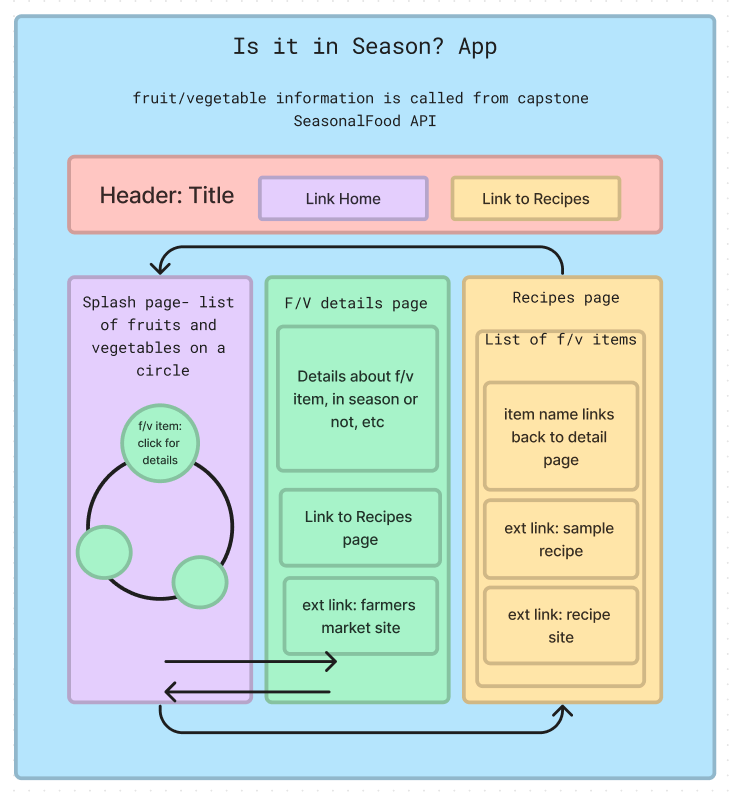 Is it in Season? App
fruit/vegetable information is called from capstone
SeasonalFood API
Header: Title
Link Home
Link to Recipes
Splash page- list
of fruits and
vegetables on a
circle
f/v item:
click for
details
F/V details page
Details about f/v
item, in season or
not, etc
Link to Recipes
page
ext link: farmers
market site
Recipes page
List of f/v items
item name links
back to detail
page
ext link: sample
recipe
ext link: recipe
site